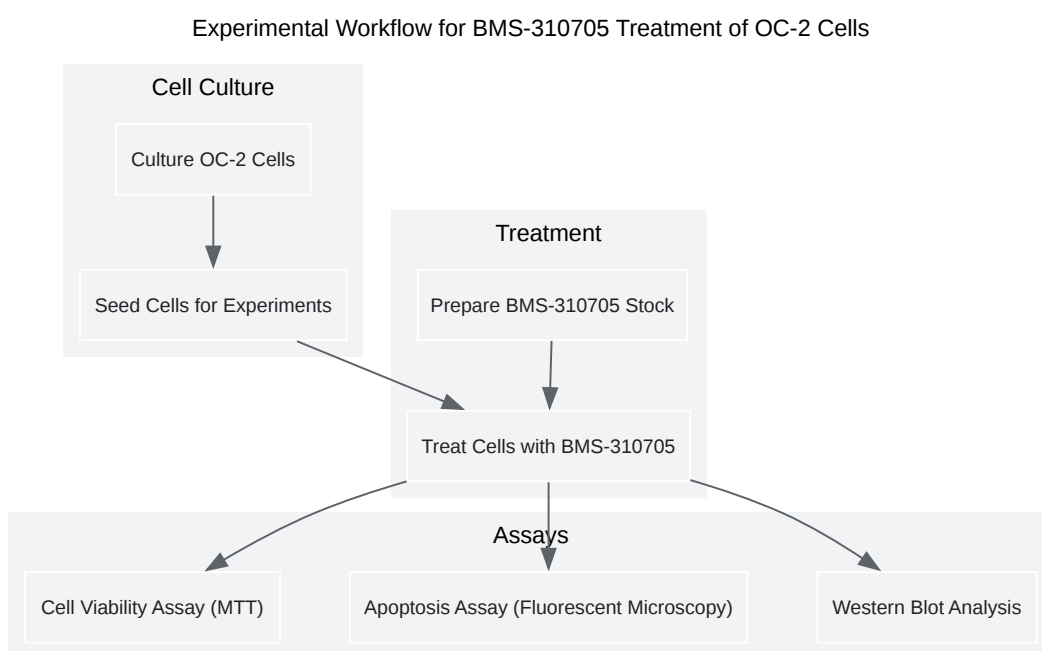 Experimental Workflow for BMS-310705 Treatment of OC-2 Cells
Cell Culture
Culture OC-2 Cells
Seed Cells for Experiments
Treatment
Prepare BMS-310705 Stock
Treat Cells with BMS-310705
Assays
Cell Viability Assay (MTT)
Apoptosis Assay (Fluorescent Microscopy)
Western Blot Analysis